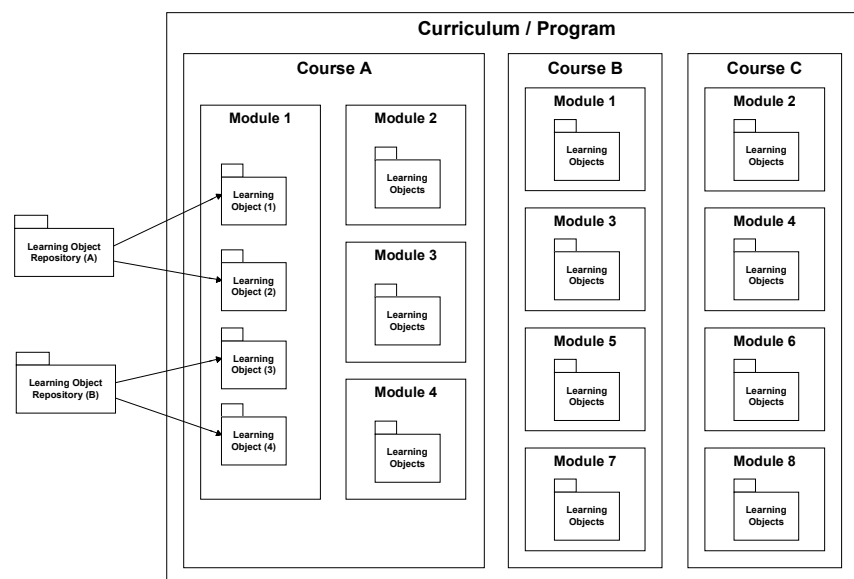 Curriculum / Program
Course A
Module 1
Learning
Object (1)
Learning
Object (2)
Learning
Object (3)
Learning
Object (4)
Learning Object
Repository (A)
Learning Object
Repository (B)
Module 2
Learning
Objects
Module 3
Learning
Objects
Module 4
Learning
Objects
Course B
Module 1
Learning
Objects
Module 3
Learning
Objects
Module 5
Learning
Objects
Module 7
Learning
Objects
Course C
Module 2
Learning
Objects
Module 4
Learning
Objects
Module 6
Learning
Objects
Module 8
Learning
Objects